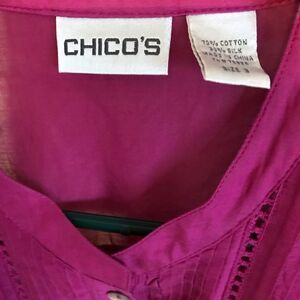 CHICO'S
70% COTTON
30% SILK
MADE IN CHINA
SIZE 3